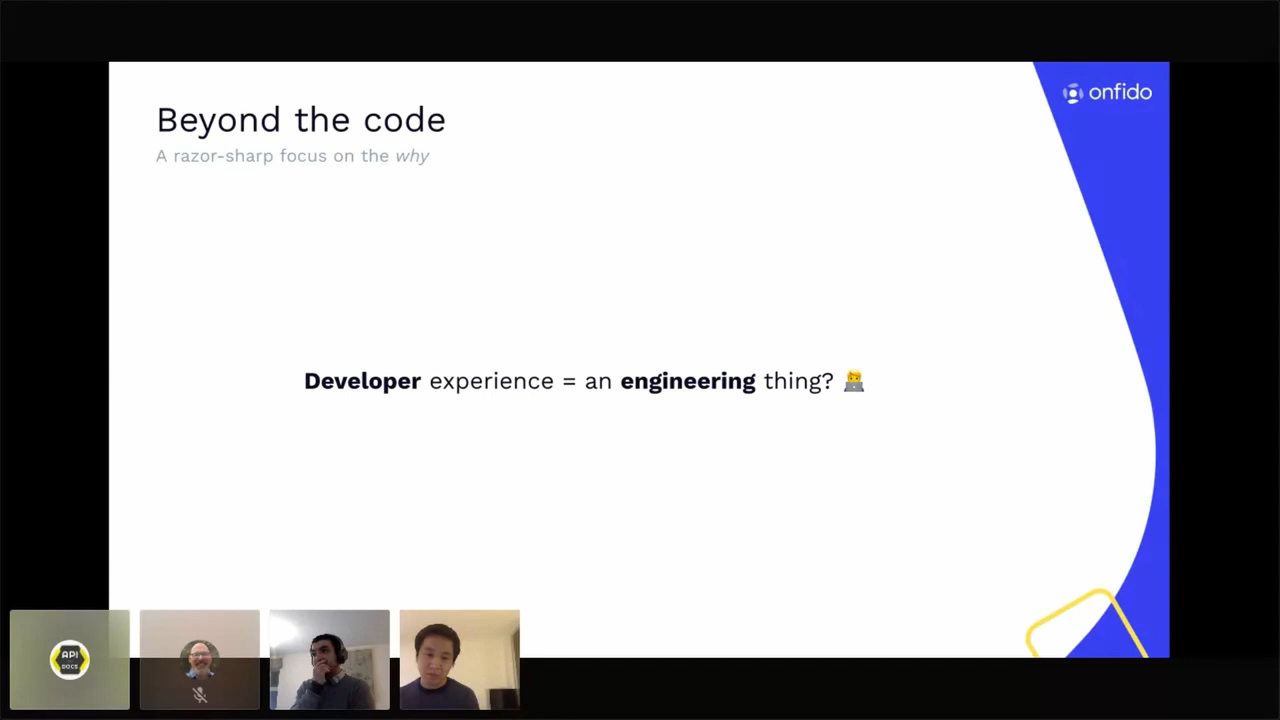 Beyond the code
A razor-sharp focus on the why
onfido
Developer experience = an engineering thing? 🧑‍💻
API
DOCS